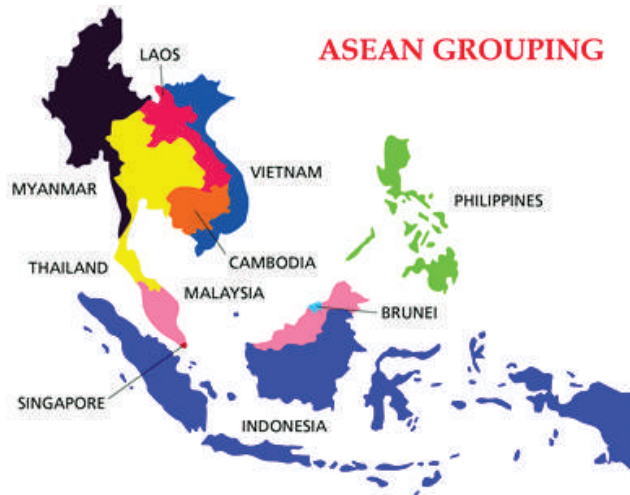 ASEAN GROUPING
LAOS
MYANMAR
VIETNAM
PHILIPPINES
CAMBODIA
THAILAND
MALAYSIA
BRUNEI
SINGAPORE
INDONESIA